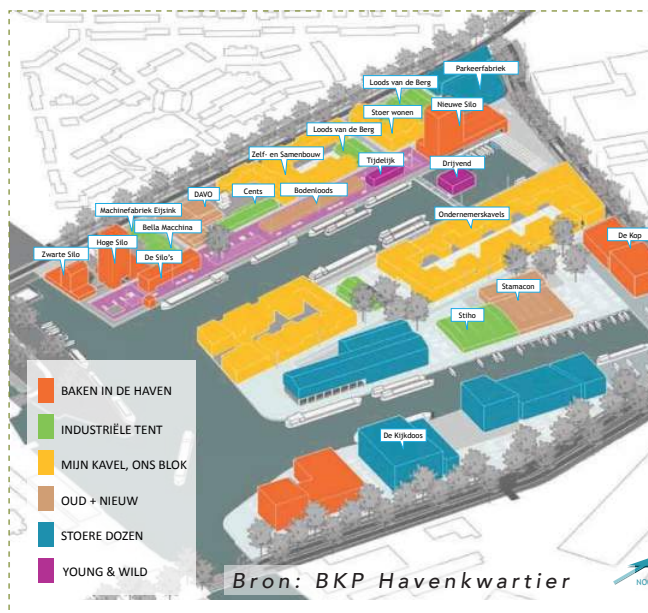 Parkeerfabriek
Loods van de Berg
Nieuwe Silo
Stoer wonen
Loods van de Berg
Zelf- en Samenbouw
Tijdelijk
Drijvend
DAVO
Cents
Bodenloods
Machinefabriek Eijsink
Ondernemerskavels
Bella Macchina
Hoge Silo
De Kop
Zwarte Silo
De Silo's
Stamacon
Stiho
De Kijkdoos
BAKEN IN DE HAVEN
INDUSTRIËLE TENT
MIJN KAVEL, ONS BLOK
OUD + NIEUW
STOERE DOZEN
YOUNG & WILD
Bron: BKP Havenkwartier